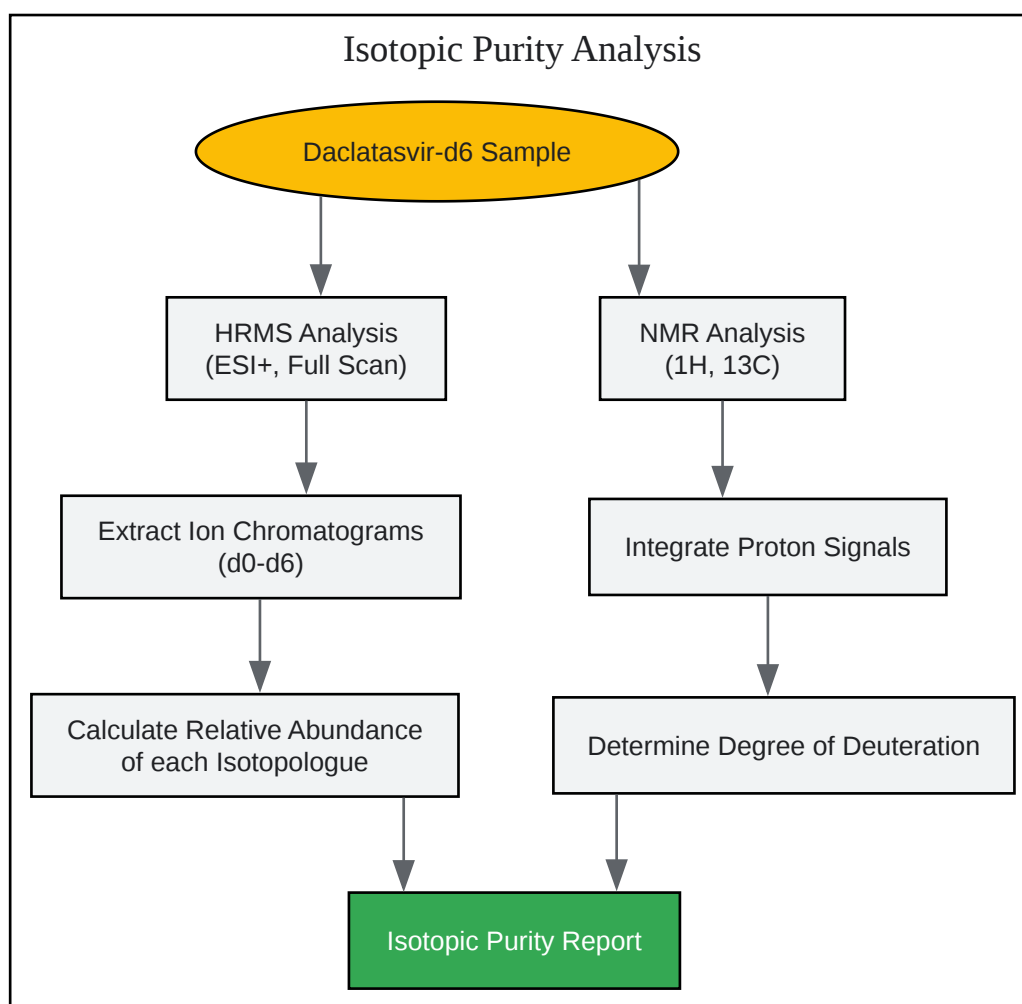 Isotopic Purity Analysis
Daclatasvir-d6 Sample
HRMS Analysis
(ESI+, Full Scan)
NMR Analysis
(1H, 13C)
Extract Ion Chromatograms
(d0-d6)
Integrate Proton Signals
Calculate Relative Abundance
of each Isotopologue
Determine Degree of Deuteration
Isotopic Purity Report